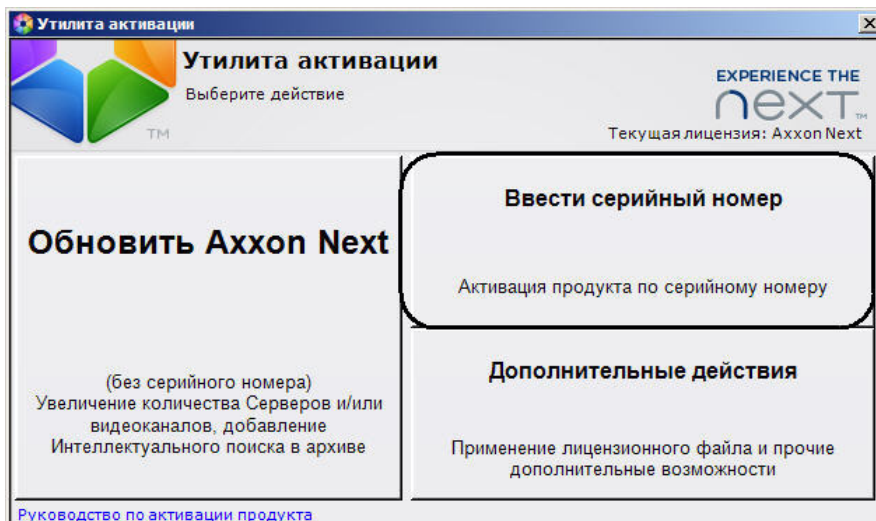 Утилита активации
Утилита активации
Выберите действие
TM
EXPERIENCE THE
next TM
Текущая лицензия: Axxon Next
Обновить Axxon Next
(без серийного номера)
Увеличение количества Серверов и/или
видеоканалов, добавление
Интеллектуального поиска в архиве
Ввести серийный номер
Активация продукта по серийному номеру
Дополнительные действия
Применение лицензионного файла и прочие
дополнительные возможности
Руководство по активации продукта